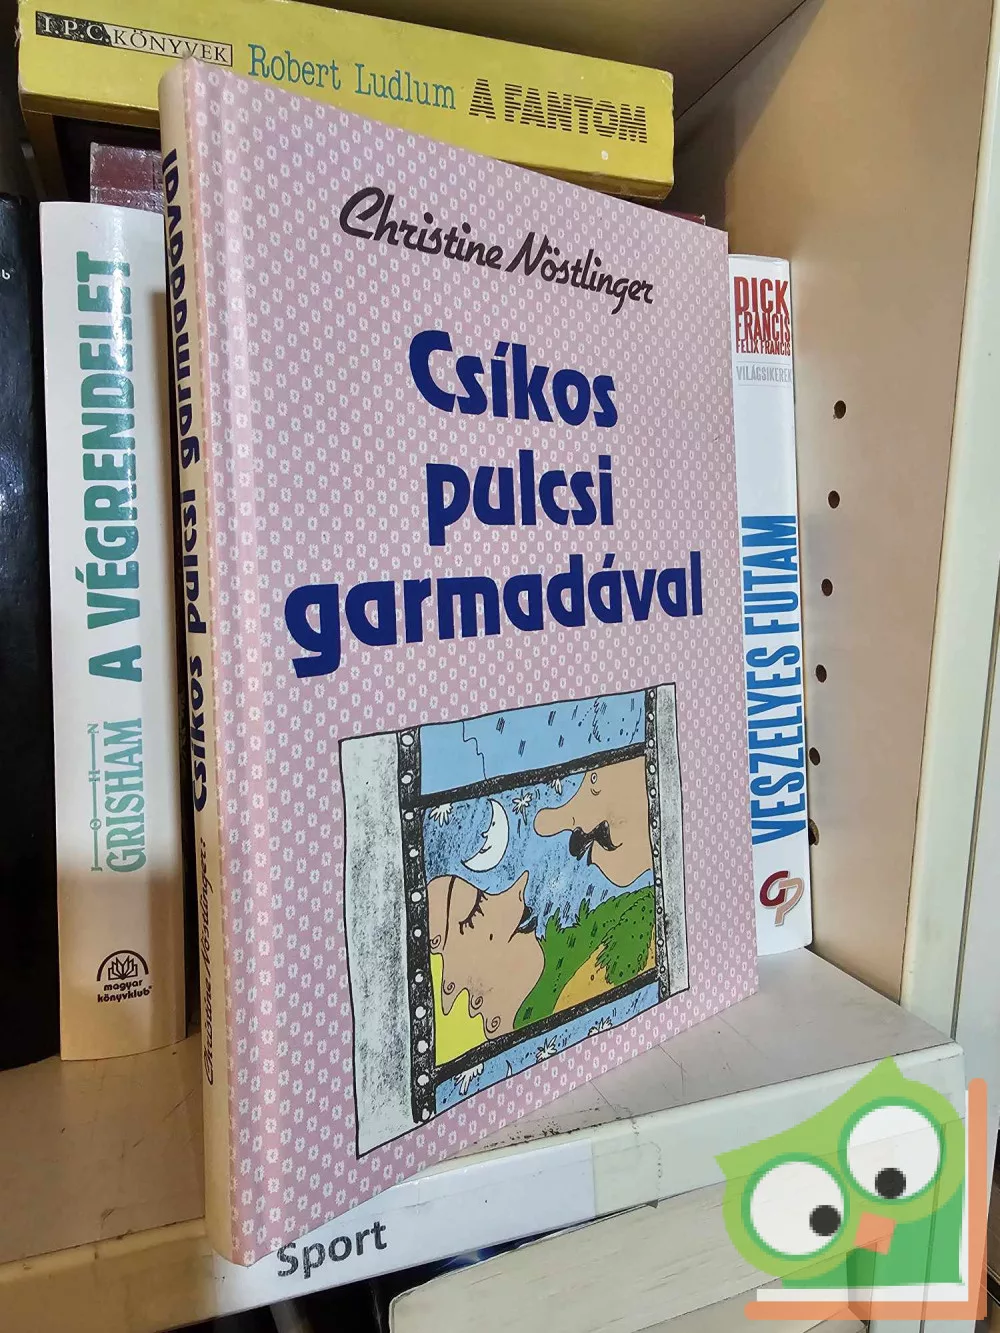 I.P.C. KÖNYVEK
Robert Ludlum A FANTOM
JOHN
GRISHAM A VÉGRENDELET
magyar
könyvklub
Christine Nöstlinger: Csíkos pulcsi garmadával
Christine Nöstlinger
Csíkos
pulcsi
garmadával
DICK
FRANCIS
FELIX FRANCIS
VILÁGSIKEREK
VESZÉLYES FUTAM
GP
Sport